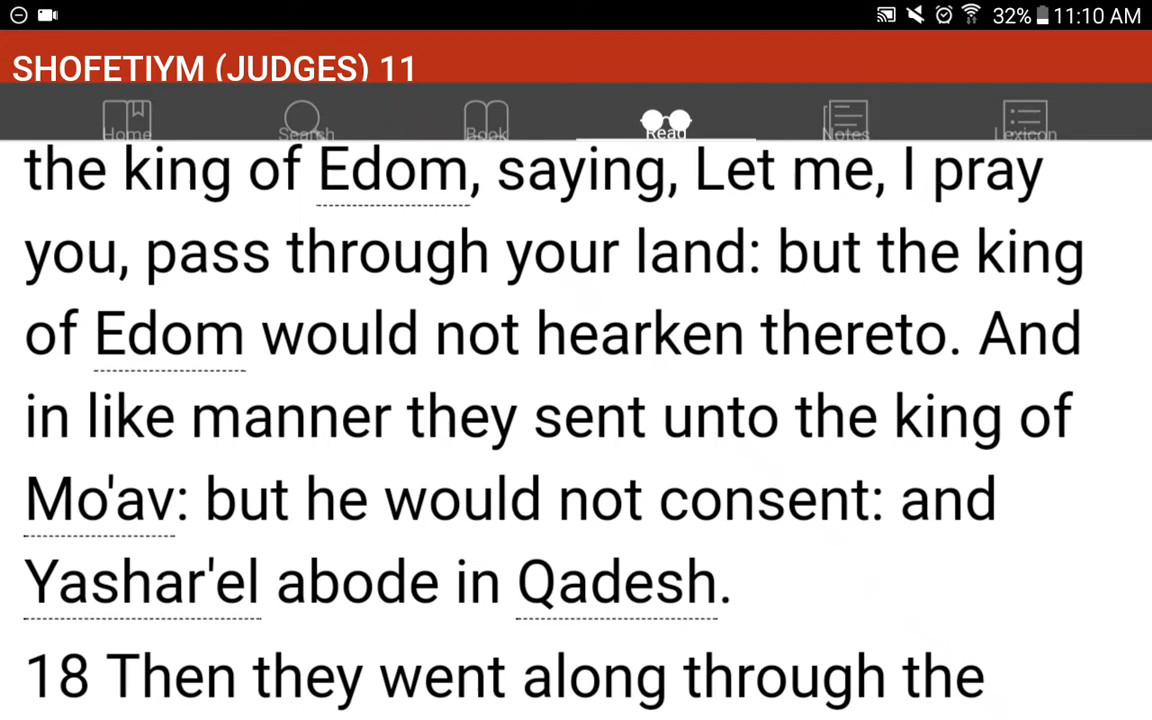 32% 11:10 AM
SHOFETIYM (JUDGES) 11
Home Search Book Read Notes Lexicon
the king of Edom, saying, Let me, I pray
you, pass through your land: but the king
of Edom would not hearken thereto. And
in like manner they sent unto the king of
Mo'av: but he would not consent: and
Yashar'el abode in Qadesh.
18 Then they went along through the